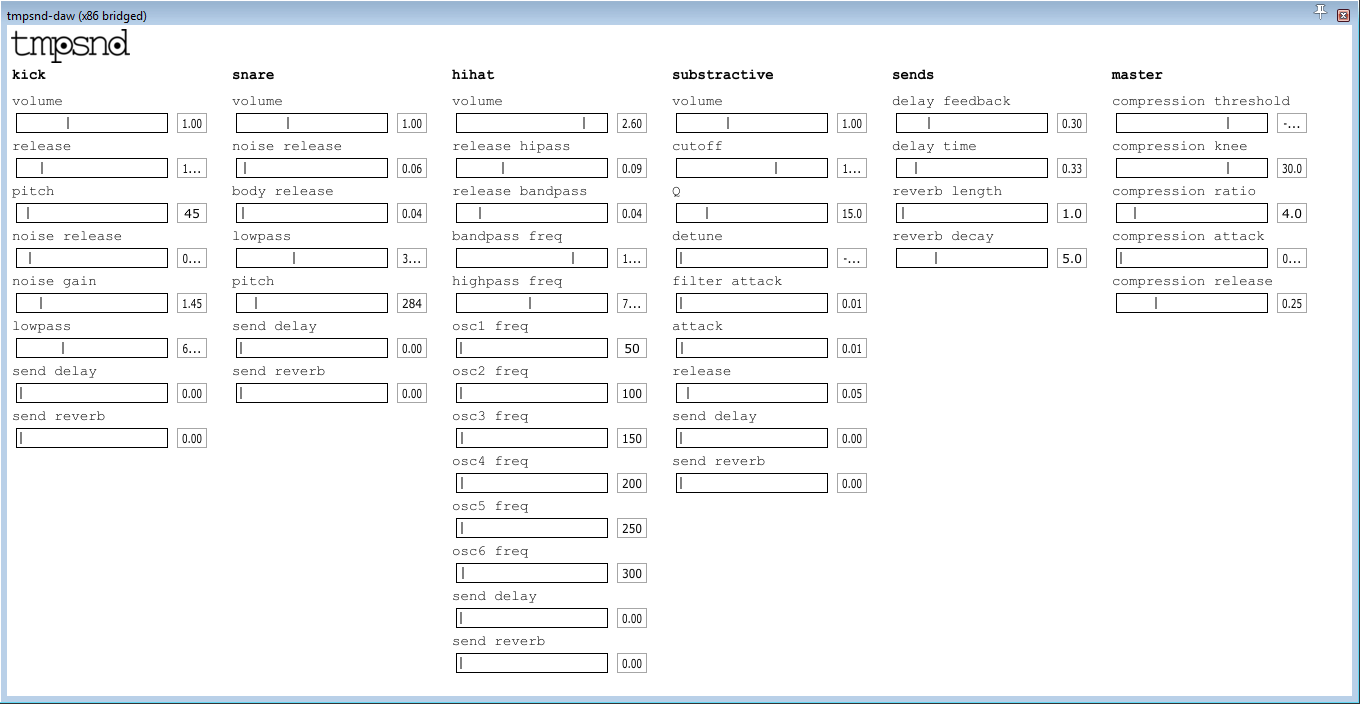 tmpsnd-daw (x86 bridged)
tmpsnd
kick
volume
1.00
release
1...
pitch
45
noise release
0...
noise gain
1.45
lowpass
6...
send delay
0.00
send reverb
0.00
snare
volume
1.00
noise release
0.06
body release
0.04
lowpass
3...
pitch
284
send delay
0.00
send reverb
0.00
hihat
volume
2.60
release hipass
0.09
release bandpass
0.04
bandpass freq
1...
highpass freq
7...
osc1 freq
50
osc2 freq
100
osc3 freq
150
osc4 freq
200
osc5 freq
250
osc6 freq
300
send delay
0.00
send reverb
0.00
substractive
volume
1.00
cutoff
1...
Q
15.0
detune
-...
filter attack
0.01
attack
0.01
release
0.05
send delay
0.00
send reverb
0.00
sends
delay feedback
0.30
delay time
0.33
reverb length
1.0
reverb decay
5.0
master
compression threshold
-...
compression knee
30.0
compression ratio
4.0
compression attack
0...
compression release
0.25